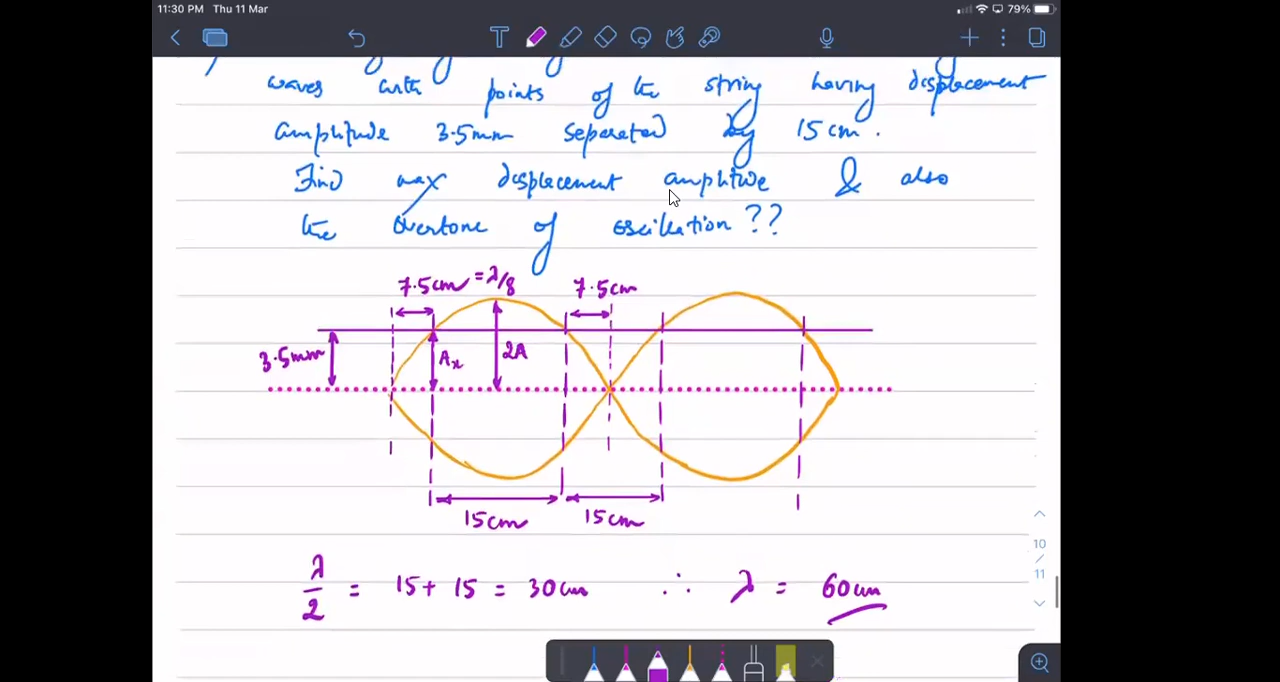 11:30 PM Thu 11 Mar
79%
waves with points of the string having displacement
amplitude 3.5mm separated by 15cm.
Find max displacement amplitude & also
the overtone of oscillation ??
7.5cm = λ/8
7.5cm
3.5mm
Ax
2A
15cm
15cm
λ/2 = 15 + 15 = 30cm ∴ λ = 60cm
10
/
11